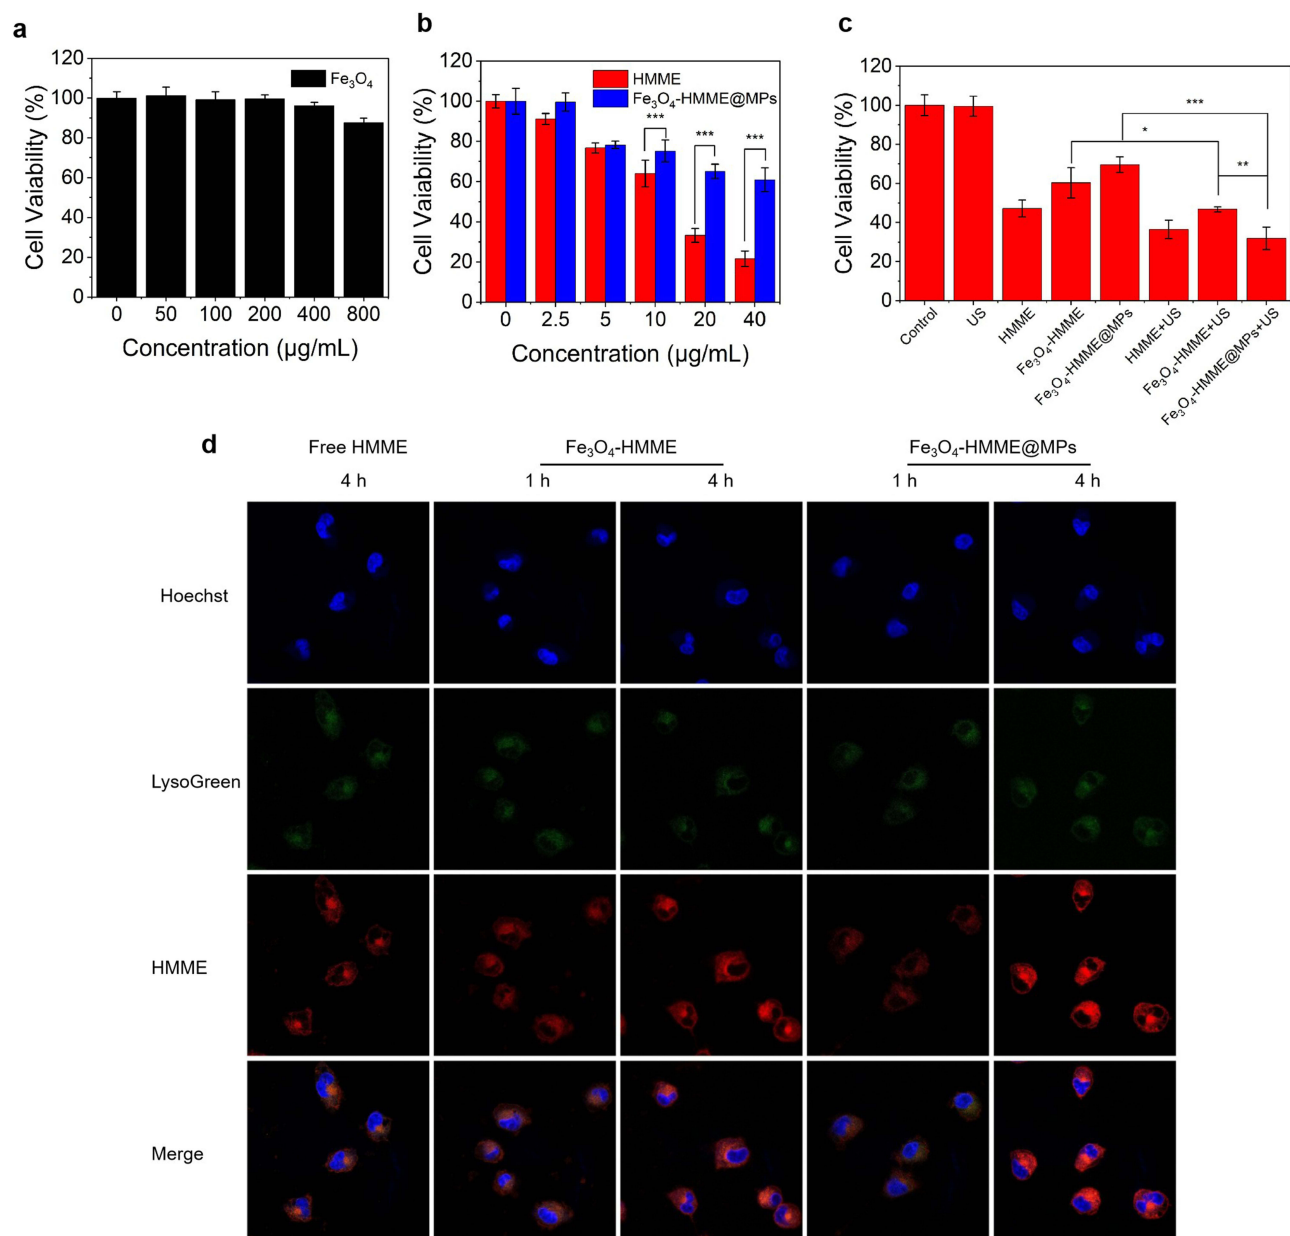 a
Cell Vaiability (%)
120
100
80
60
40
20
0
Fe₃O₄
0 50 100 200 400 800
Concentration (μg/mL)
b
Cell Vaiability (%)
120
100
80
60
40
20
0
HMME
Fe₃O₄-HMME@MPs
*** *** ***
0 2.5 5 10 20 40
Concentration (μg/mL)
c
Cell Vaiability (%)
120
100
80
60
40
20
0
***
*
**
Control
US
HMME
Fe₃O₄-HMME
Fe₃O₄-HMME@MPs
HMME+US
Fe₃O₄-HMME+US
Fe₃O₄-HMME@MPs+US
d
Free HMME Fe₃O₄-HMME Fe₃O₄-HMME@MPs
4 h 1 h 4 h 1 h 4 h
Hoechst
LysoGreen
HMME
Merge